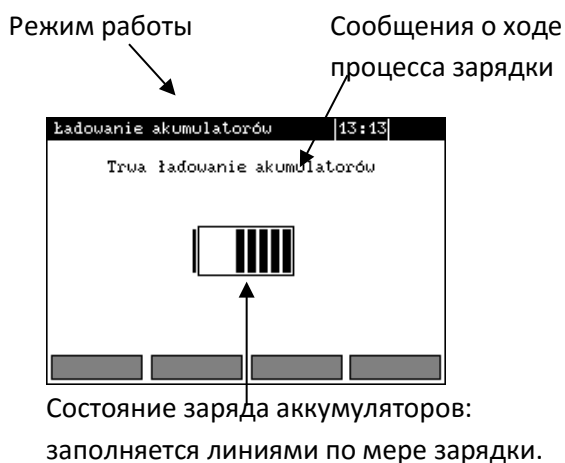 Режим работы
Сообщения о ходе
процесса зарядки
Ładowanie akumulatorów 13:13
Trwa ładowanie akumulatorów
Состояние заряда аккумуляторов:
заполняется линиями по мере зарядки.